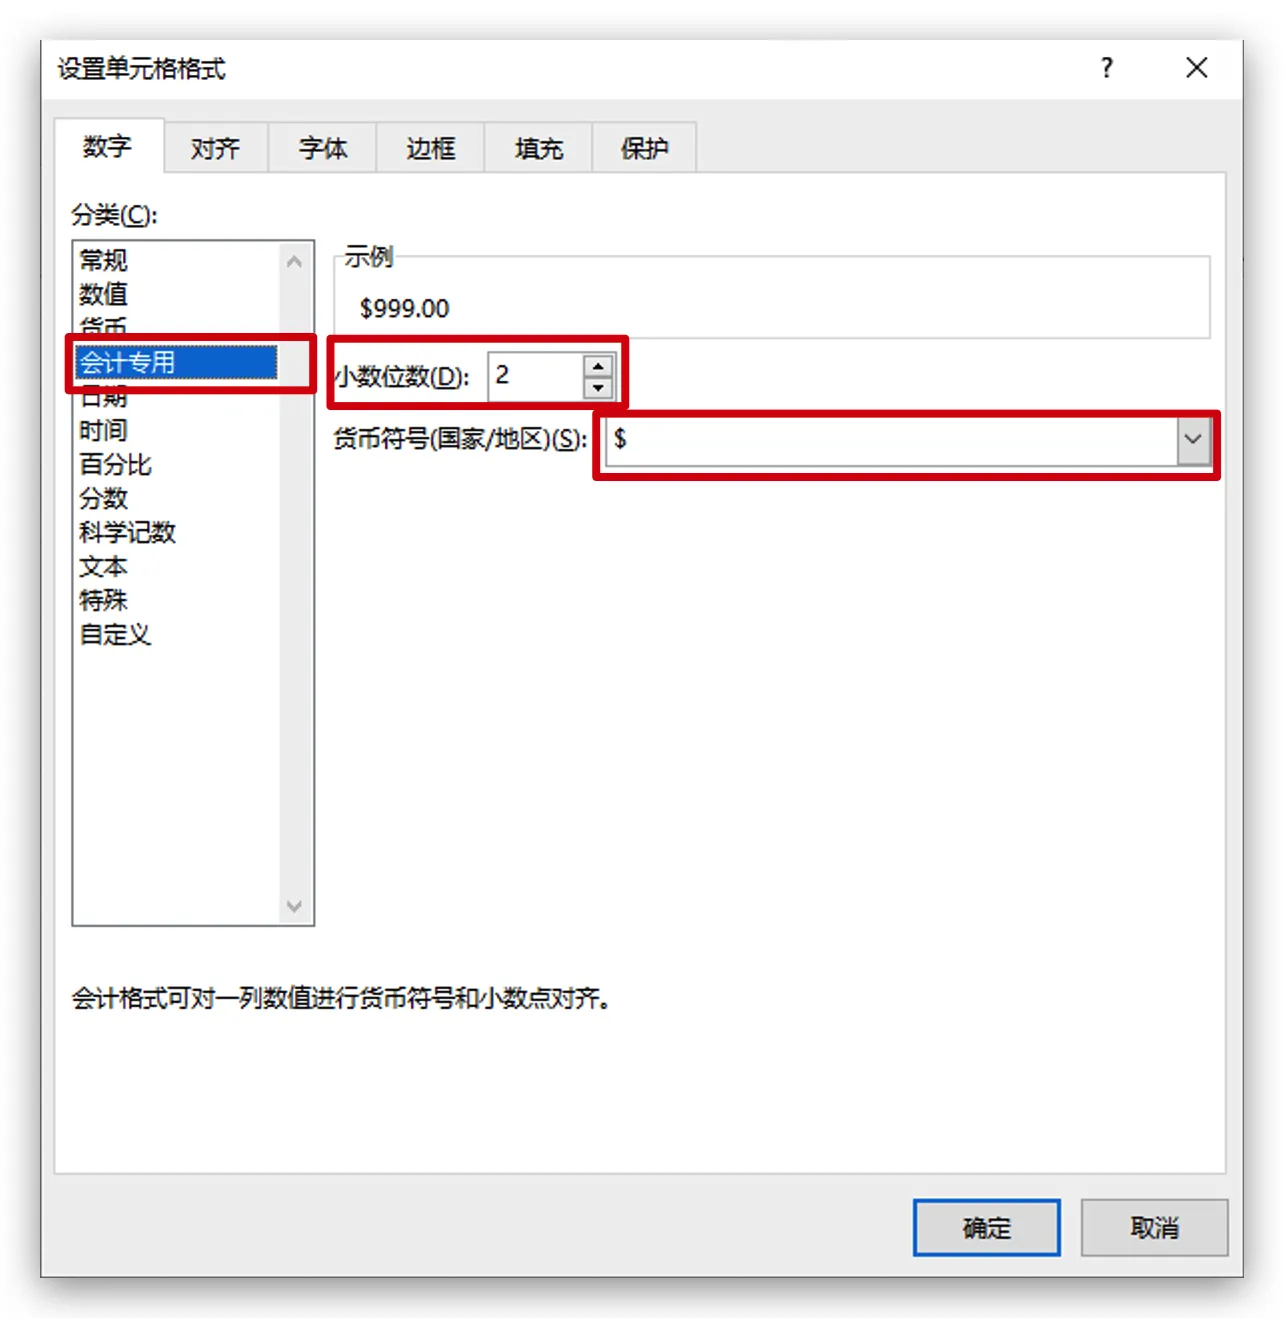 设置单元格格式 ?
数字 对齐 字体 边框 填充 保护
分类(C):
常规
数值
货币
会计专用
日期
时间
百分比
分数
科学记数
文本
特殊
自定义
示例
$999.00
小数位数(D): 2
货币符号(国家/地区)(S): $
会计格式可对一列数值进行货币符号和小数点对齐。
确定 取消